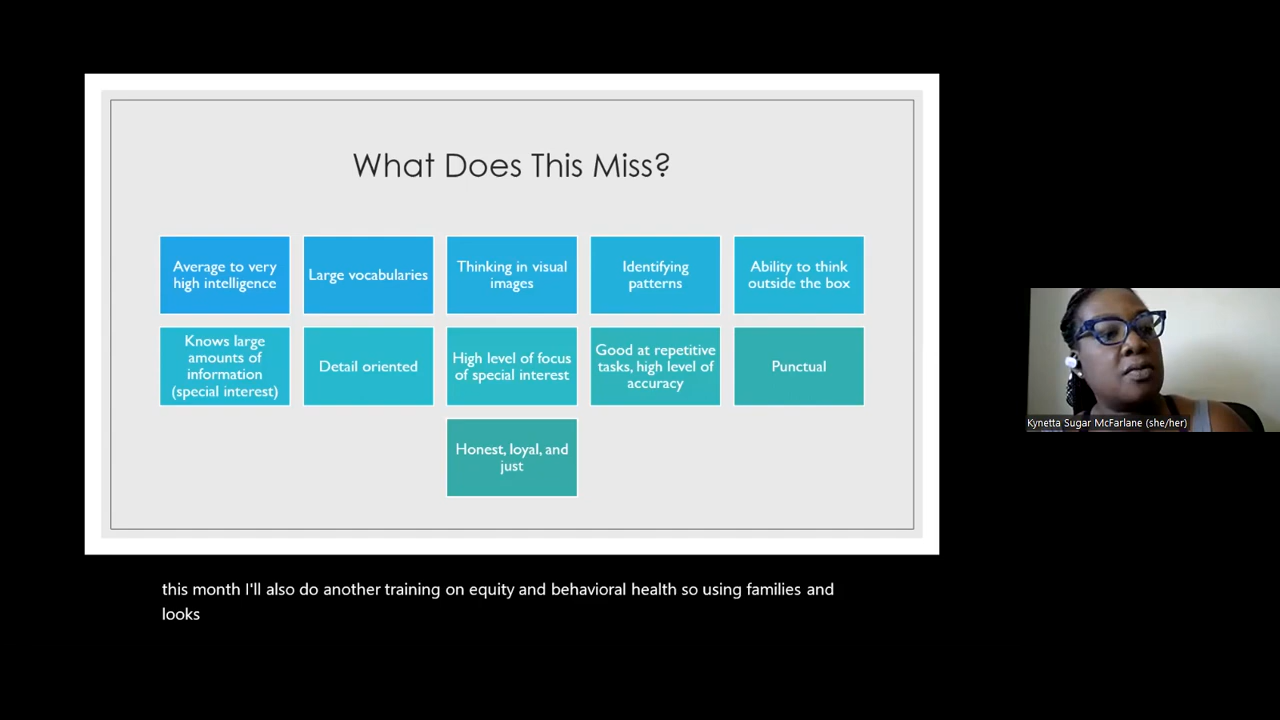 What Does This Miss?
Average to very
high intelligence
Large vocabularies
Thinking in visual
images
Identifying
patterns
Ability to think
outside the box
Knows large
amounts of
information
(special interest)
Detail oriented
High level of focus
of special interest
Good at repetitive
tasks, high level of
accuracy
Punctual
Honest, loyal, and
just
Kynetta Sugar McFarlane (she/her)
this month I'll also do another training on equity and behavioral health so using families and
looks